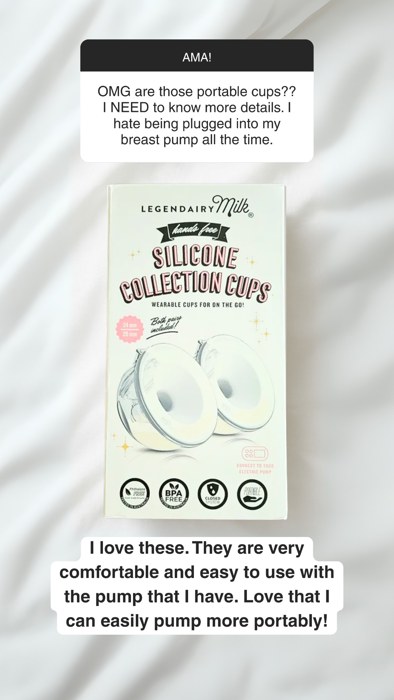 AMA!
OMG are those portable cups??
I NEED to know more details. I
hate being plugged into my
breast pump all the time.
LEGENDAIRY Milk®
hands free
SILICONE
COLLECTION CUPS
WEARABLE CUPS FOR ON THE GO!
Both sizes
included!
BPA
FREE
CLOSED
I love these. They are very
comfortable and easy to use with
the pump that I have. Love that I
can easily pump more portably!